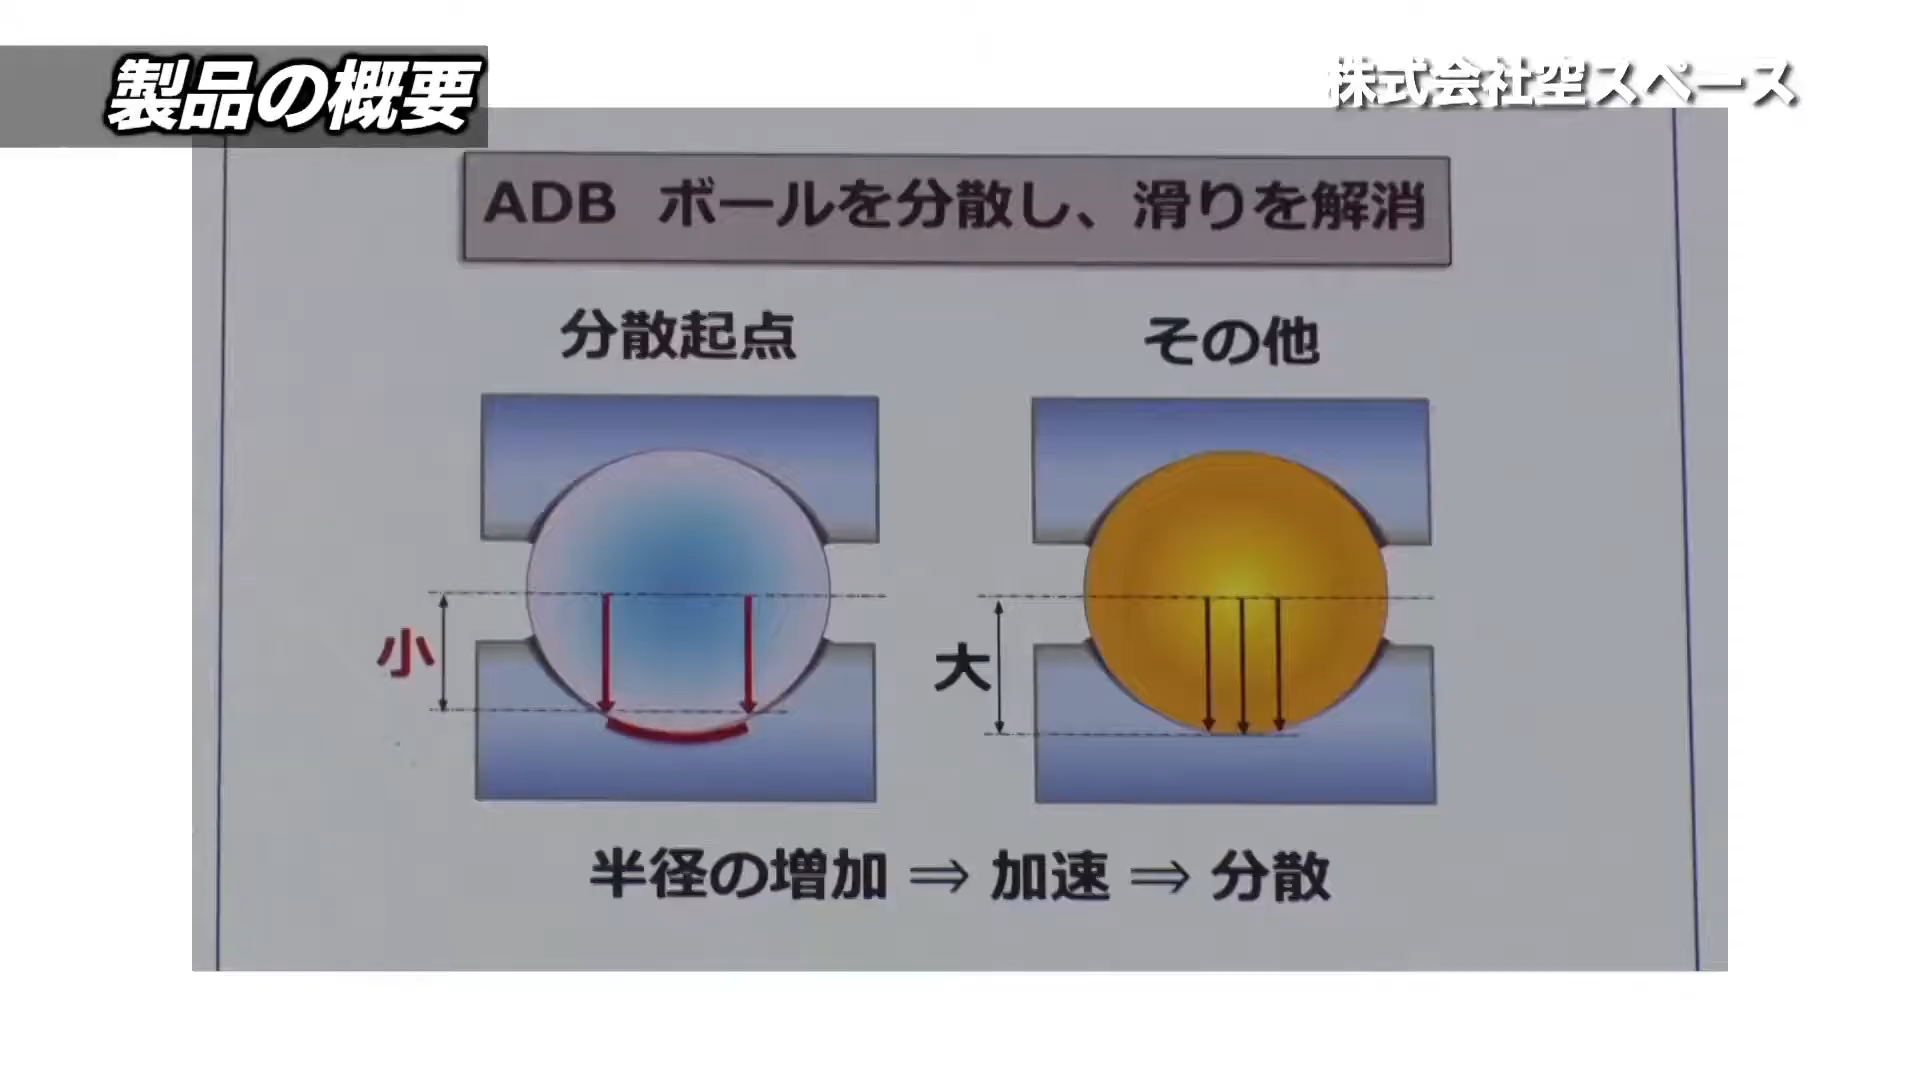 製品の概要
株式会社空スペース
ADB ボールを分散し、滑りを解消
分散起点
その他
小
大
半径の増加 ⇒ 加速 ⇒ 分散